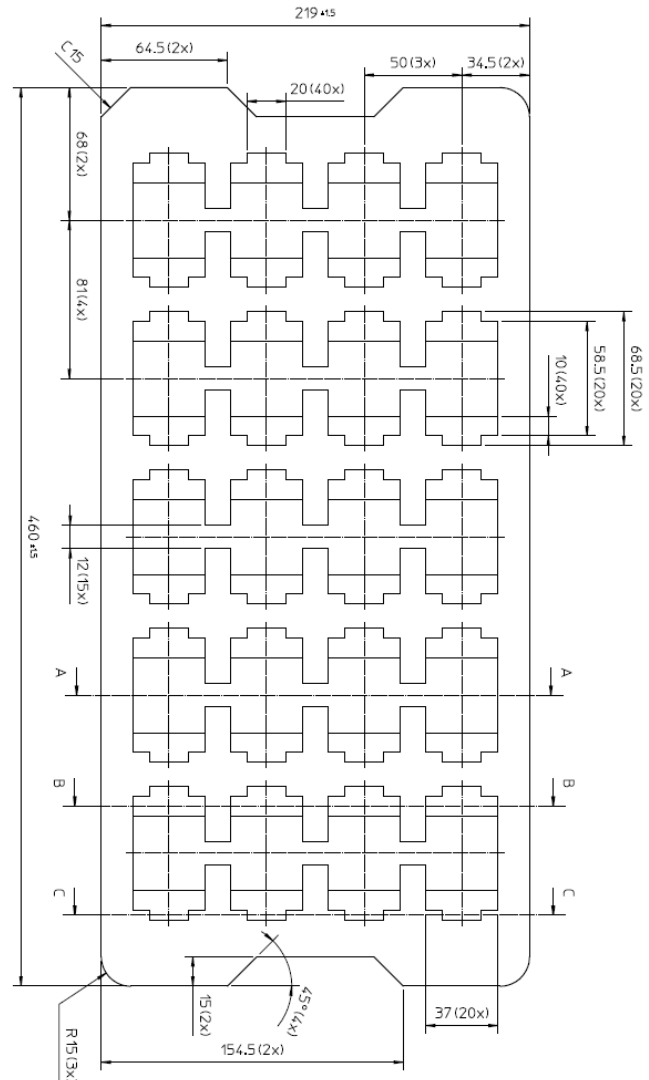 219 ±1.5
C15
64.5 (2x)
50 (3x)
34.5 (2x)
20 (40x)
68 (2x)
81 (4x)
10 (40x)
58.5 (20x)
68.5 (20x)
460 ±1.5
12 (15x)
A
A
B
B
C
C
15 (2x)
45° (4x)
37 (20x)
R15 (3x)
154.5 (2x)